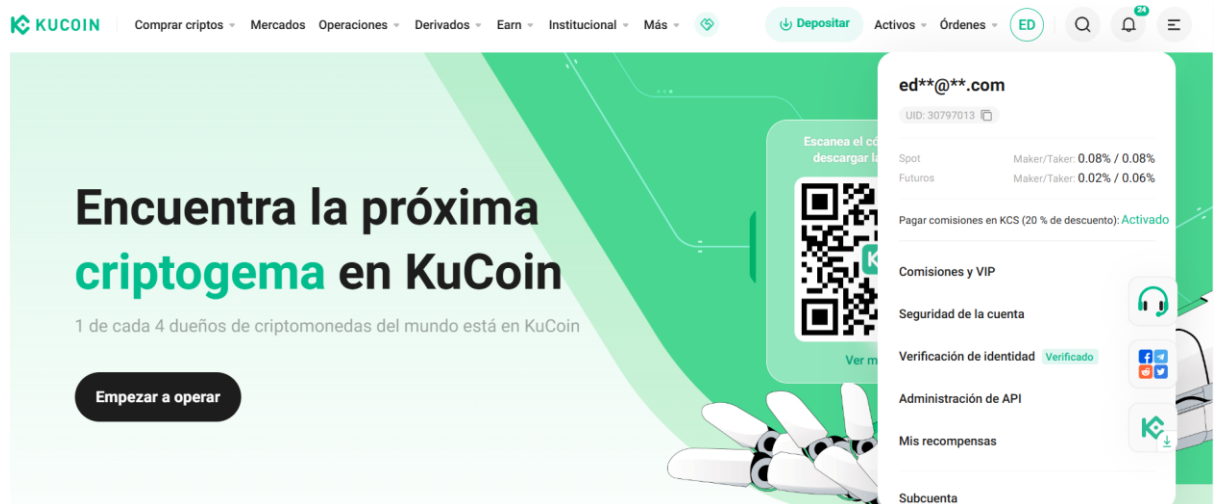 KUCOIN
Comprar criptos Mercados Operaciones Derivados Earn Institucional Más Depositar Activos Órdenes ED 24
Encuentra la próxima
criptogema en KuCoin
1 de cada 4 dueños de criptomonedas del mundo está en KuCoin
Empezar a operar
Escanea el
descargar
Ver
ed**@**.com
UID: 30797013
Spot Maker/Taker: 0.08% / 0.08%
Futuros Maker/Taker: 0.02% / 0.06%
Pagar comisiones en KCS (20 % de descuento): Activado
Comisiones y VIP
Seguridad de la cuenta
Verificación de identidad Verificado
Administración de API
Mis recompensas
Subcuenta